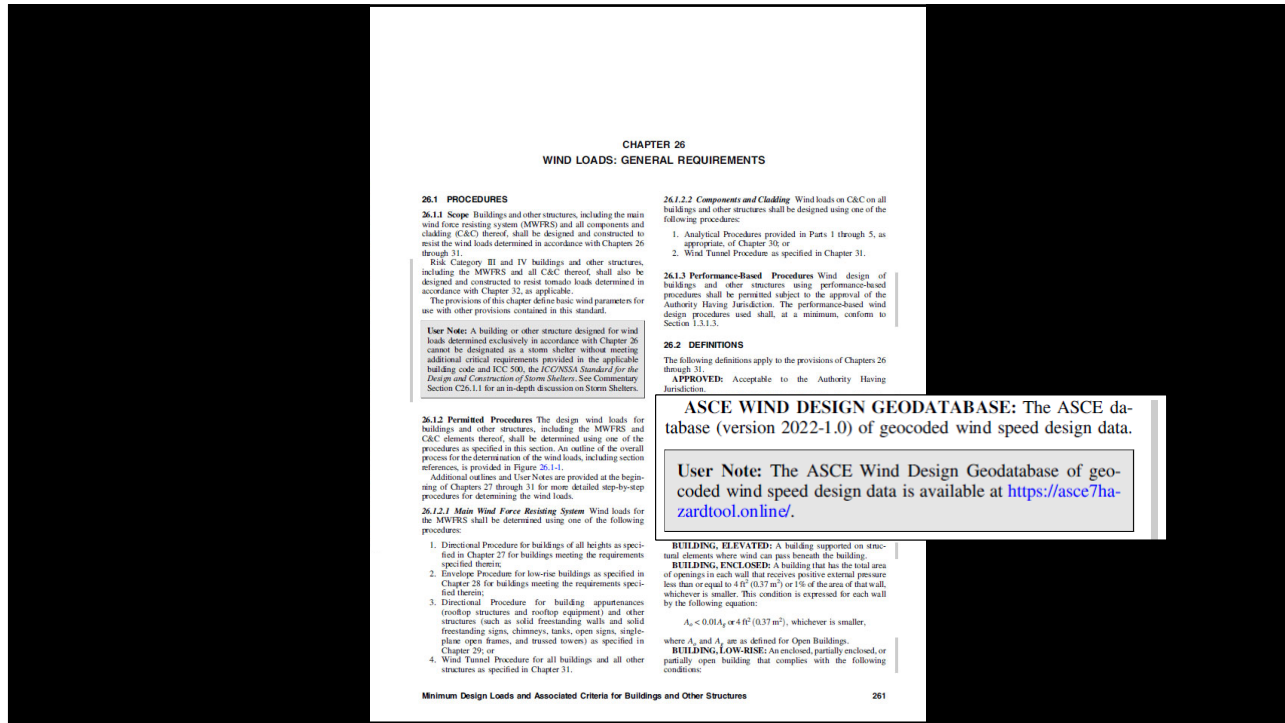 CHAPTER 26
WIND LOADS: GENERAL REQUIREMENTS
26.1 PROCEDURES
26.1.1 Scope Buildings and other structures, including the main
wind force resisting system (MWFRS) and all components and
cladding (C&C) thereof, shall be designed and constructed to
resist the wind loads determined in accordance with Chapters 26
through 31.
Risk Category III and IV buildings and other structures,
including the MWFRS and all C&C thereof, shall also be
designed and constructed to resist tornado loads determined in
accordance with Chapter 32, as applicable.
The provisions of this chapter define basic wind parameters for
use with other provisions contained in this standard.
User Note: A building or other structure designed for wind
loads determined exclusively in accordance with Chapter 26
cannot be designated as a storm shelter without meeting
additional critical requirements provided in the applicable
building code and ICC 500, the ICC/NSSA Standard for the
Design and Construction of Storm Shelters. See Commentary
Section C26.1.1 for an in-depth discussion on Storm Shelters.
26.1.2 Permitted Procedures The design wind loads for
buildings and other structures, including the MWFRS and
C&C elements thereof, shall be determined using one of the
procedures as specified in this section. An outline of the overall
process for the determination of the wind loads, including section
references, is provided in Figure 26.1-1.
Additional outlines and User Notes are provided at the begin-
ning of Chapters 27 through 31 for more detailed step-by-step
procedures for determining the wind loads.
26.1.2.1 Main Wind Force Resisting System Wind loads for
the MWFRS shall be determined using one of the following
procedures:
1. Directional Procedure for buildings of all heights as speci-
fied in Chapter 27 for buildings meeting the requirements
specified therein;
2. Envelope Procedure for low-rise buildings as specified in
Chapter 28 for buildings meeting the requirements speci-
fied therein;
3. Directional Procedure for building appurtenances
(rooftop structures and rooftop equipment) and other
structures (such as solid freestanding walls and solid
freestanding signs, chimneys, tanks, open signs, single-
plane open frames, and trussed towers) as specified in
Chapter 29; or
4. Wind Tunnel Procedure for all buildings and all other
structures as specified in Chapter 31.
26.1.2.2 Components and Cladding Wind loads on C&C on all
buildings and other structures shall be designed using one of the
following procedures:
1. Analytical Procedures provided in Parts 1 through 5, as
appropriate, of Chapter 30; or
2. Wind Tunnel Procedure as specified in Chapter 31.
26.1.3 Performance-Based Procedures Wind design of
buildings and other structures using performance-based
procedures shall be permitted subject to the approval of the
Authority Having Jurisdiction. The performance-based wind
design procedures used shall, at a minimum, conform to
Section 1.3.1.3.
26.2 DEFINITIONS
The following definitions apply to the provisions of Chapters 26
through 31.
APPROVED: Acceptable to the Authority Having
Jurisdiction.
ASCE WIND DESIGN GEODATABASE: The ASCE da-
tabase (version 2022-1.0) of geocoded wind speed design data.
User Note: The ASCE Wind Design Geodatabase of geo-
coded wind speed design data is available at https://asce7ha-
zardtool.online/.
BUILDING, ELEVATED: A building supported on struc-
tural elements where wind can pass beneath the building.
BUILDING, ENCLOSED: A building that has the total area
of openings in each wall that receives positive external pressure
less than or equal to 4 ft² (0.37 m²) or 1% of the area of that wall,
whichever is smaller. This condition is expressed for each wall
by the following equation:
Aₒ < 0.01A_g or 4 ft² (0.37 m²), whichever is smaller,
where Aₒ and A_g are as defined for Open Buildings.
BUILDING, LOW-RISE: An enclosed, partially enclosed, or
partially open building that complies with the following
conditions:
Minimum Design Loads and Associated Criteria for Buildings and Other Structures 261